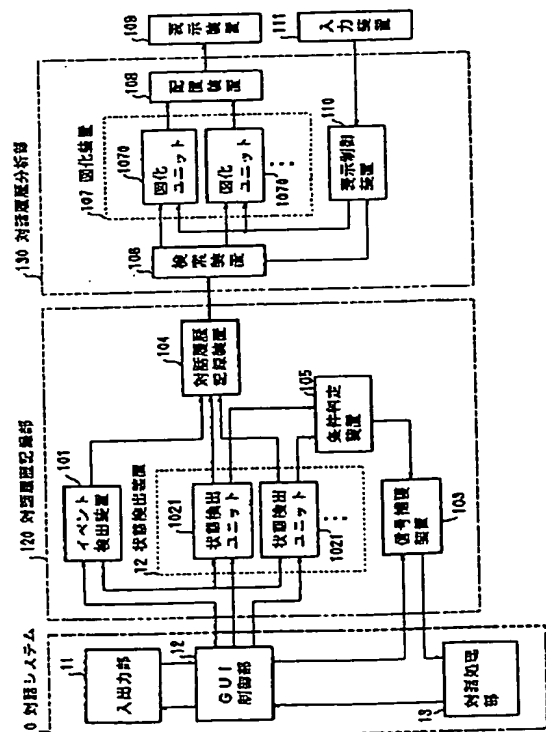 0 対話システム
11
入出力部
12
GUI
制御部
13
対話処理
部
120 対話履歴記録部
101
イベント
検出装置
12 状態検出装置
1021
状態検出
ユニット
状態検出
ユニット
1021
103
信号捕獲
装置
104
対話履歴
記録装置
105
条件判定
装置
130 対話履歴分析部
106
検索装置
107 図化装置
1070
図化
ユニット
図化
ユニット
1070
108
配置装置
110
表示制御
装置
109
表示装置
111
入力装置